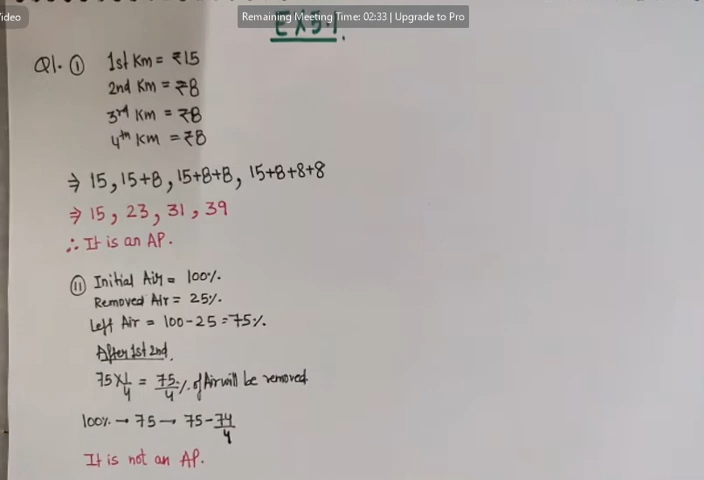 ideo
Remaining Meeting Time: 02:33 | Upgrade to Pro
Ex5.1.
Q1. (i) 1st Km = ₹15
2nd Km = ₹8
3rd Km = ₹8
4th Km = ₹8
⇒ 15, 15+8, 15+8+8, 15+8+8+8
⇒ 15, 23, 31, 39
∴ It is an AP.
(ii) Initial Air = 100%.
Removed Air = 25%.
Left Air = 100-25 = 75%.
After 1st 2nd.
75×1/4 = 75/4 % of Air will be removed
100% → 75 → 75-74/4
It is not an AP.